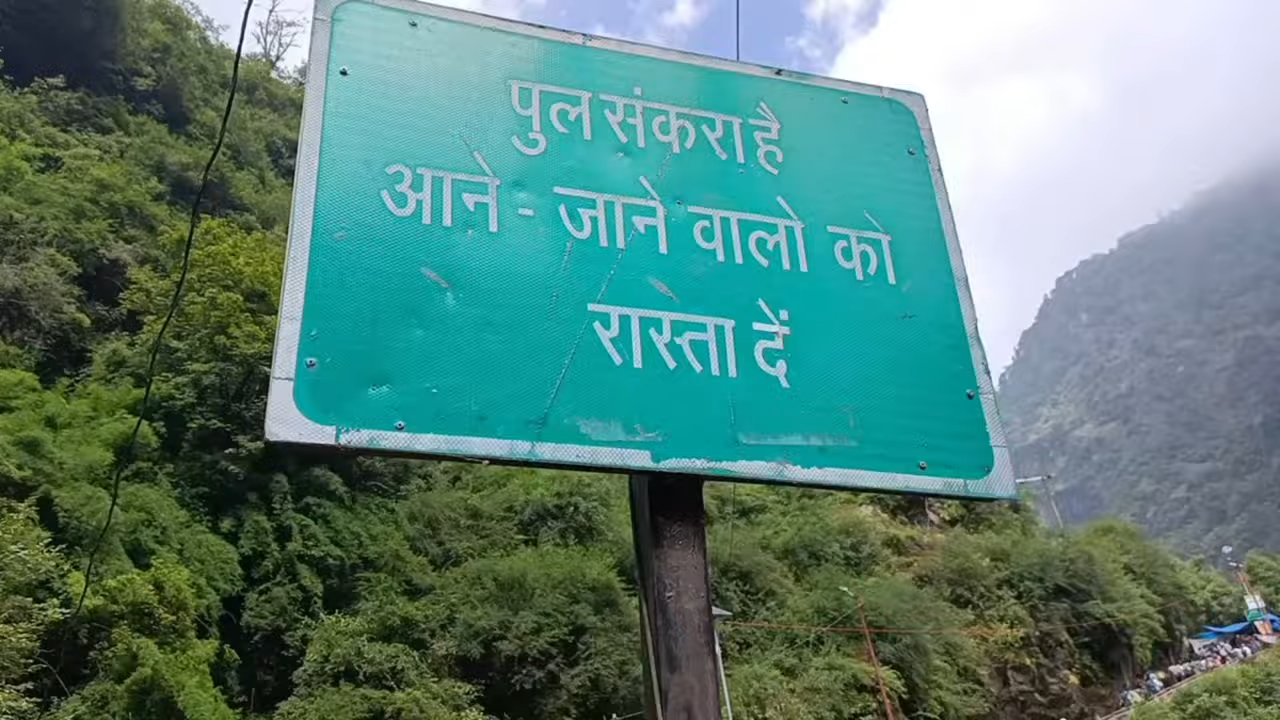 पुल संकरा है
आने - जाने वालो को
रास्ता दें